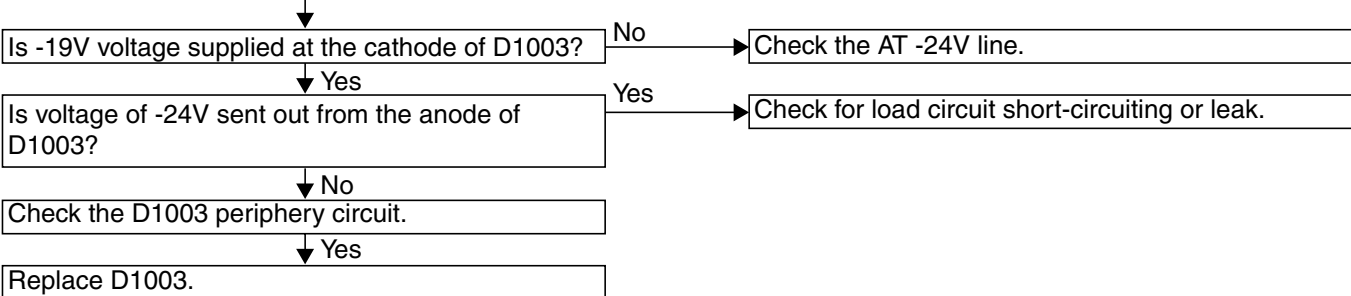 Is -19V voltage supplied at the cathode of D1003?
No
Check the AT -24V line.
Yes
Is voltage of -24V sent out from the anode of
D1003?
Yes
Check for load circuit short-circuiting or leak.
No
Check the D1003 periphery circuit.
Yes
Replace D1003.